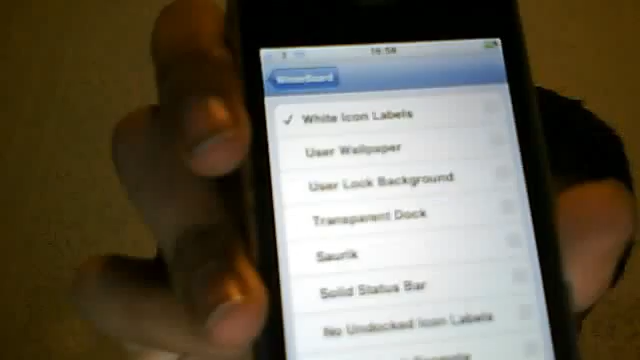 WinterBoard
White Icon Labels
User Wallpaper
User Lock Background
Transparent Dock
Saurik
Solid Status Bar
No Undocked Icon Labels